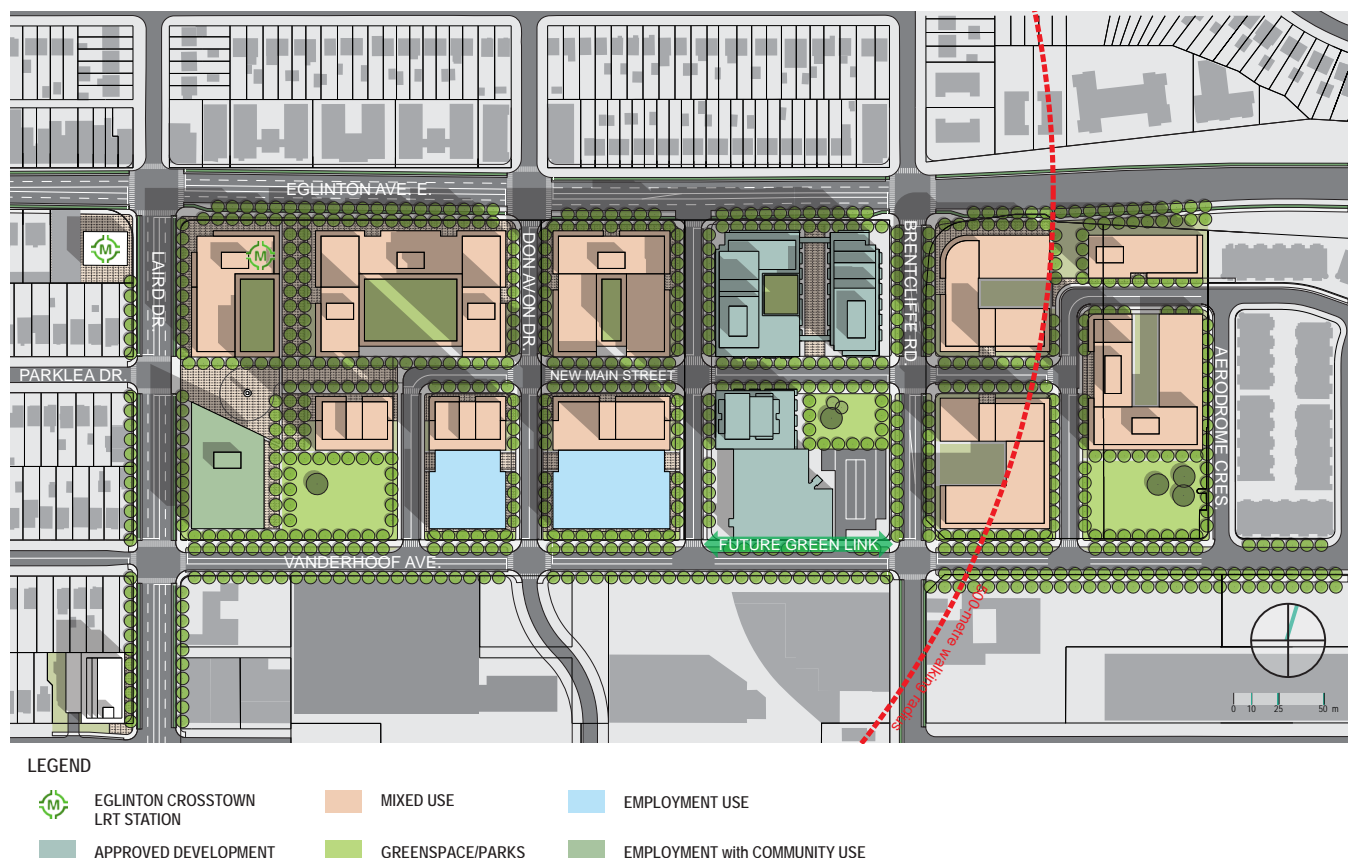 EGLINTON AVE. E.
M
M
LAIRD DR.
DON AVON DR.
BRENTCLIFFE RD.
PARKLEA DR.
NEW MAIN STREET
AERODROME CRES
FUTURE GREEN LINK
VANDERHOOF AVE.
400-metre walking radius
0 10 25 50 m
LEGEND
M
EGLINTON CROSSTOWN
LRT STATION
MIXED USE
EMPLOYMENT USE
APPROVED DEVELOPMENT
GREENSPACE/PARKS
EMPLOYMENT with COMMUNITY USE